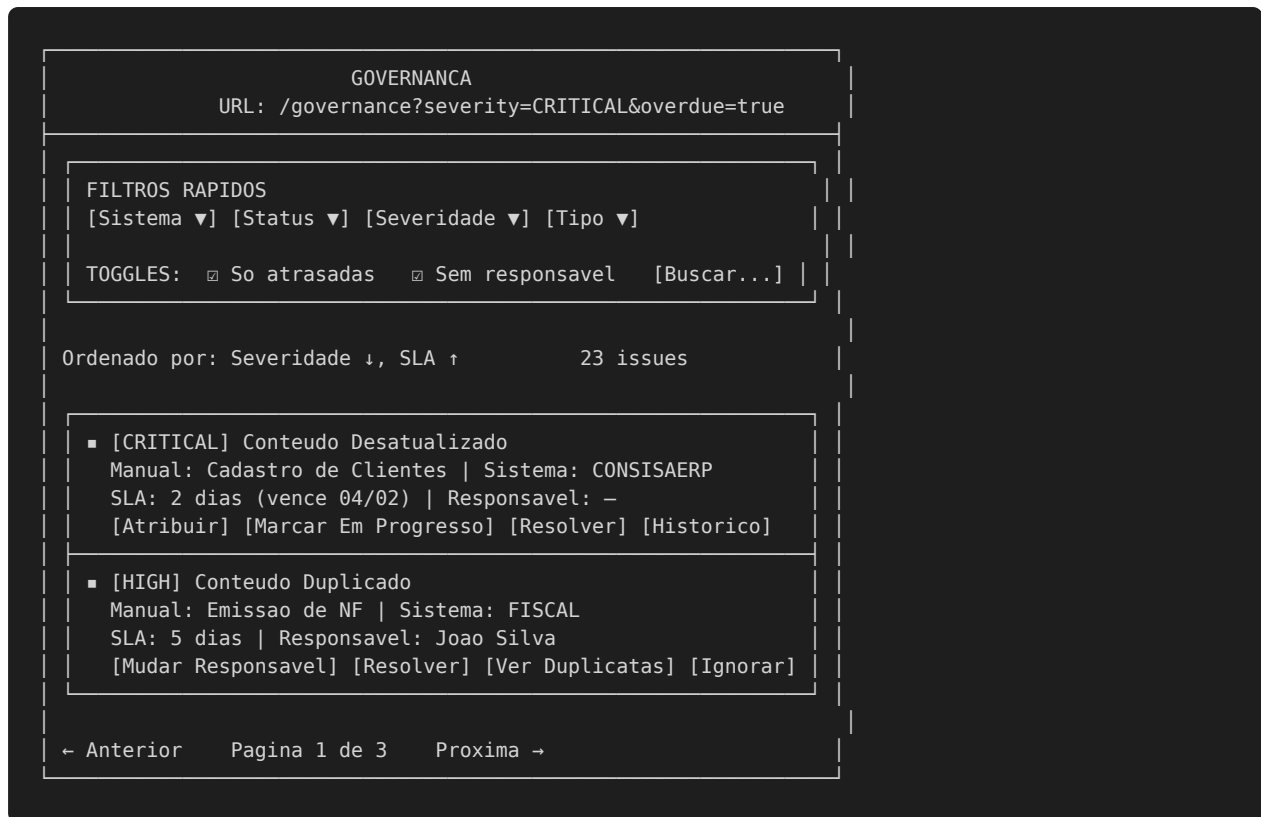 GOVERNANCA
URL: /governance?severity=CRITICAL&overdue=true
FILTROS RAPIDOS
[Sistema ▼] [Status ▼] [Severidade ▼] [Tipo ▼]
TOGGLES: ☑ So atrasadas ☑ Sem responsavel [Buscar...]
Ordenado por: Severidade ↓, SLA ↑ 23 issues
▪ [CRITICAL] Conteudo Desatualizado
Manual: Cadastro de Clientes | Sistema: CONSISAERP
SLA: 2 dias (vence 04/02) | Responsavel: —
[Atribuir] [Marcar Em Progresso] [Resolver] [Historico]
▪ [HIGH] Conteudo Duplicado
Manual: Emissao de NF | Sistema: FISCAL
SLA: 5 dias | Responsavel: Joao Silva
[Mudar Responsavel] [Resolver] [Ver Duplicatas] [Ignorar]
← Anterior Pagina 1 de 3 Proxima →